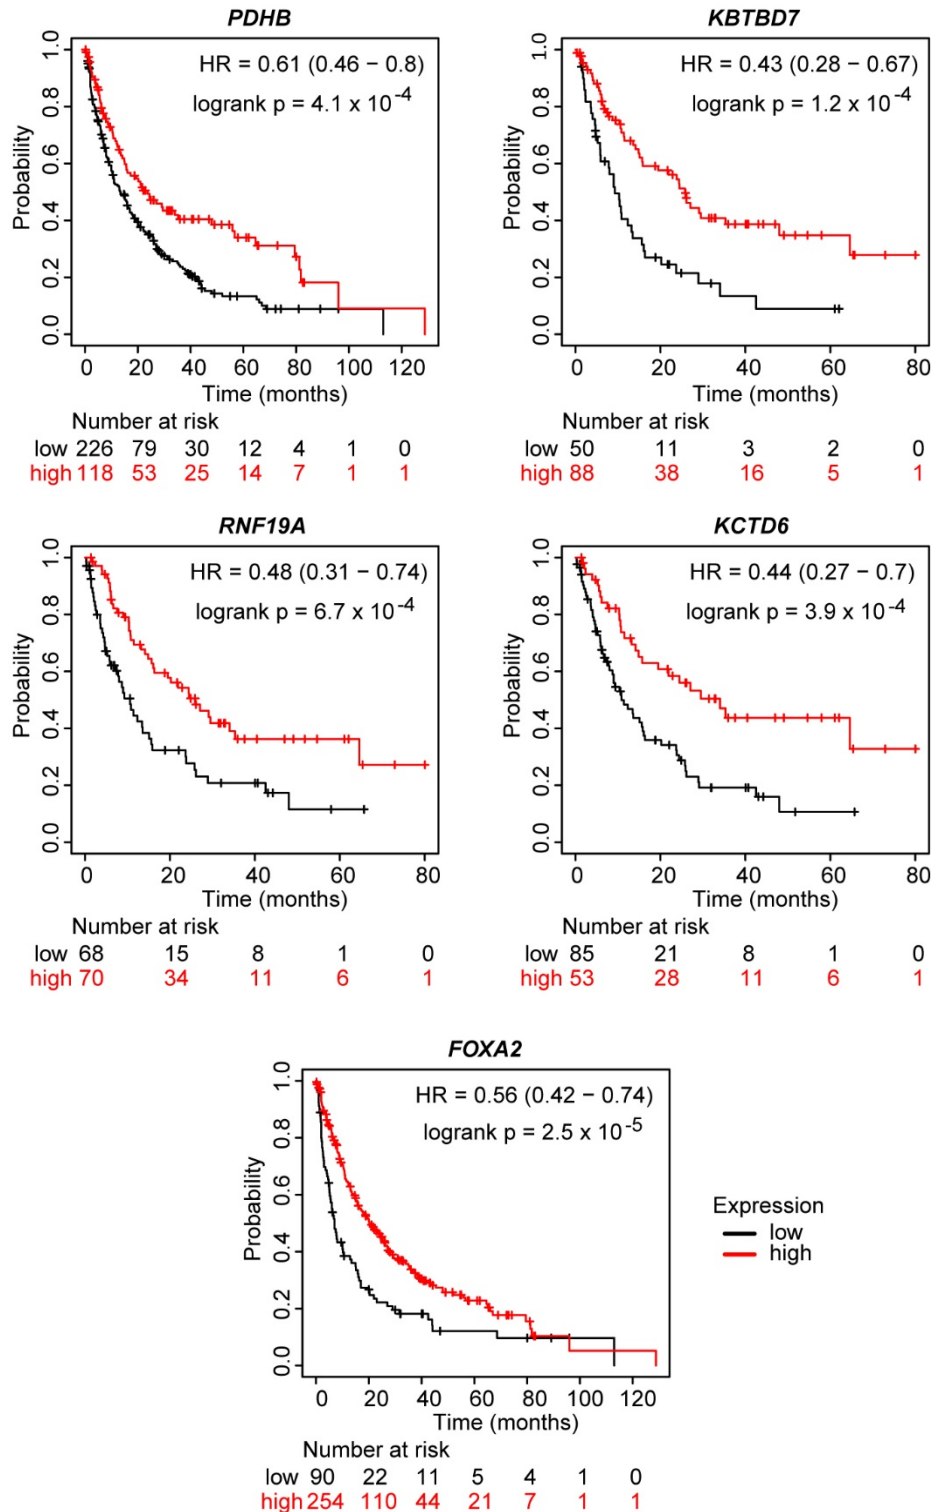 PDHB
HR = 0.61 (0.46 – 0.8)
logrank p = 4.1 x 10-4
Probability
0.0 0.2 0.4 0.6 0.8 1.0
0 20 40 60 80 100 120
Time (months)
Number at risk
low 226 79 30 12 4 1 0
high 118 53 25 14 7 1 1
KBTBD7
HR = 0.43 (0.28 – 0.67)
logrank p = 1.2 x 10-4
Probability
0.0 0.2 0.4 0.6 0.8 1.0
0 20 40 60 80
Time (months)
Number at risk
low 50 11 3 2 0
high 88 38 16 5 1
RNF19A
HR = 0.48 (0.31 – 0.74)
logrank p = 6.7 x 10-4
Probability
0.0 0.2 0.4 0.6 0.8 1.0
0 20 40 60 80
Time (months)
Number at risk
low 68 15 8 1 0
high 70 34 11 6 1
KCTD6
HR = 0.44 (0.27 – 0.7)
logrank p = 3.9 x 10-4
Probability
0.0 0.2 0.4 0.6 0.8 1.0
0 20 40 60 80
Time (months)
Number at risk
low 85 21 8 1 0
high 53 28 11 6 1
FOXA2
HR = 0.56 (0.42 – 0.74)
logrank p = 2.5 x 10-5
Probability
0.0 0.2 0.4 0.6 0.8 1.0
0 20 40 60 80 100 120
Time (months)
Number at risk
low 90 22 11 5 4 1 0
high 254 110 44 21 7 1 1
Expression
low
high